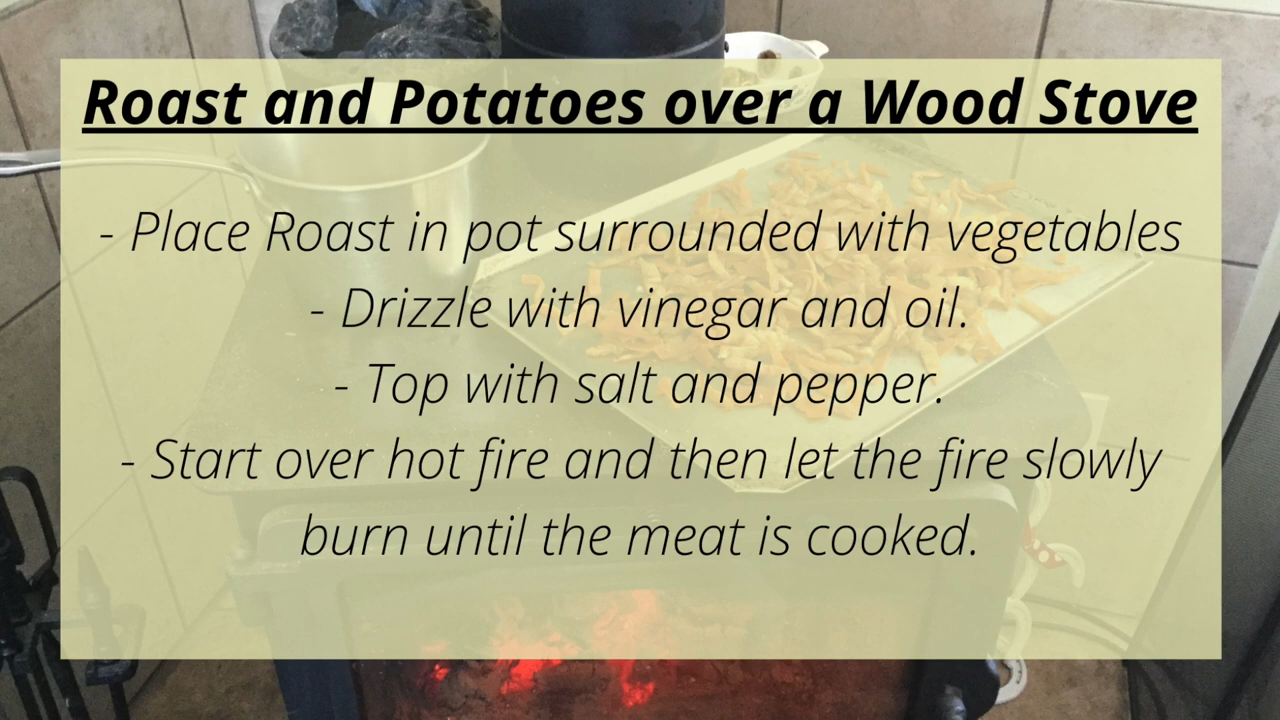 Roast and Potatoes over a Wood Stove
- Place Roast in pot surrounded with vegetables
- Drizzle with vinegar and oil.
- Top with salt and pepper.
- Start over hot fire and then let the fire slowly
burn until the meat is cooked.